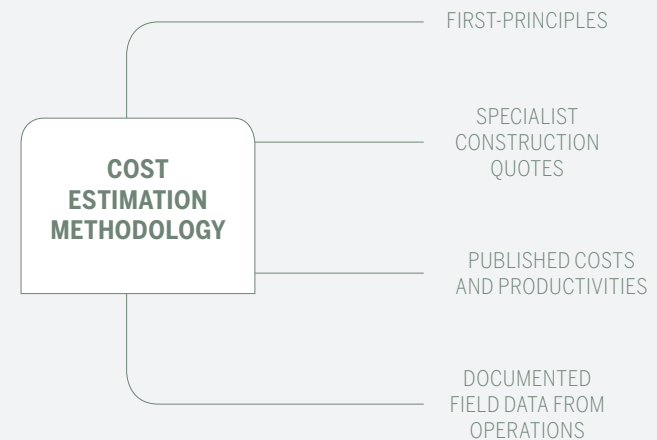 FIRST-PRINCIPLES
SPECIALIST
CONSTRUCTION
QUOTES
COST
ESTIMATION
METHODOLOGY
PUBLISHED COSTS
AND PRODUCTIVITIES
DOCUMENTED
FIELD DATA FROM
OPERATIONS